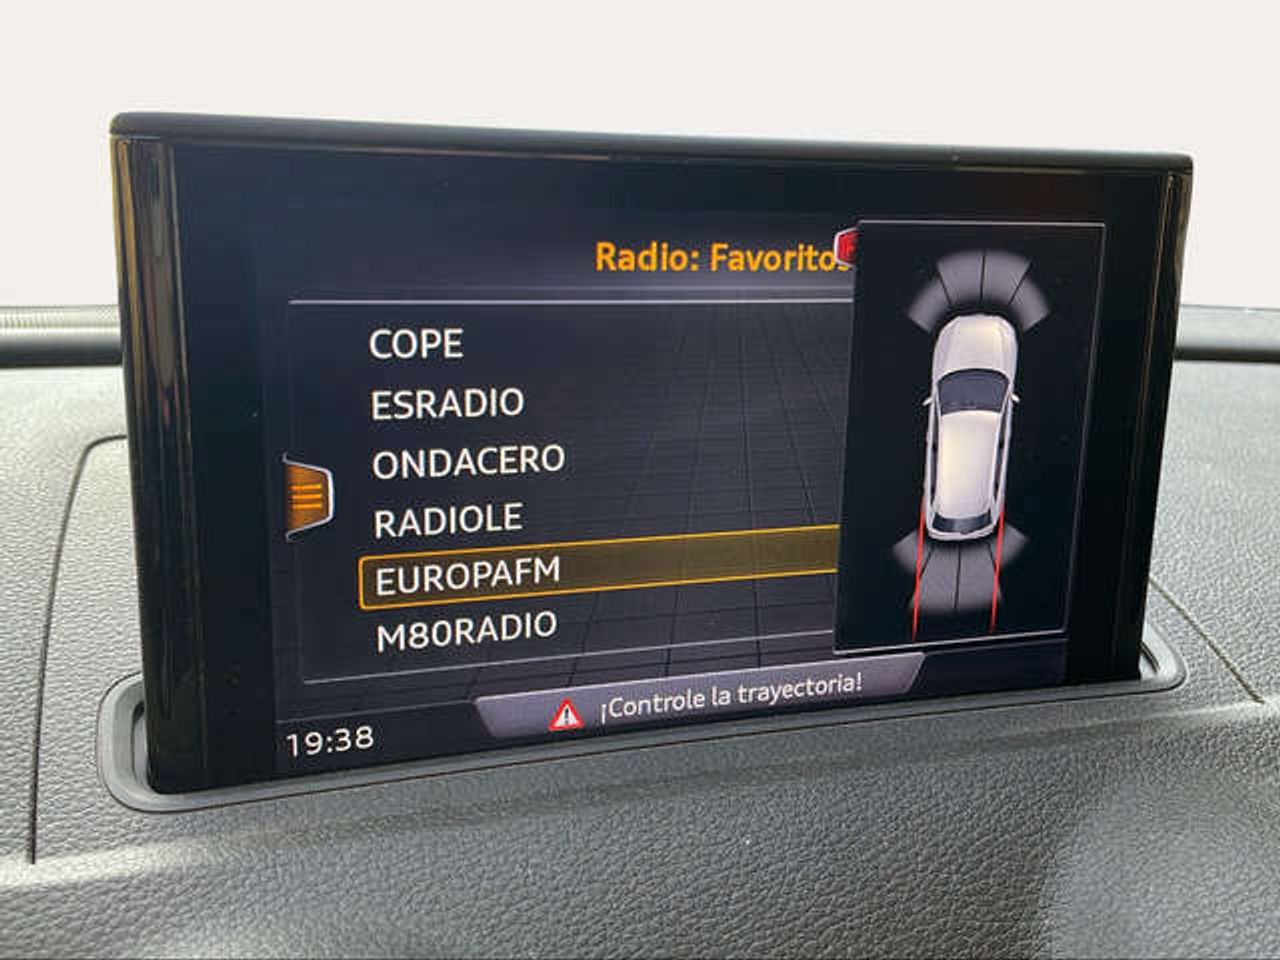 Radio: Favoritos
COPE
ESRADIO
ONDACERO
RADIOLE
EUROPAFM
M80RADIO
¡Controle la trayectoria!
19:38